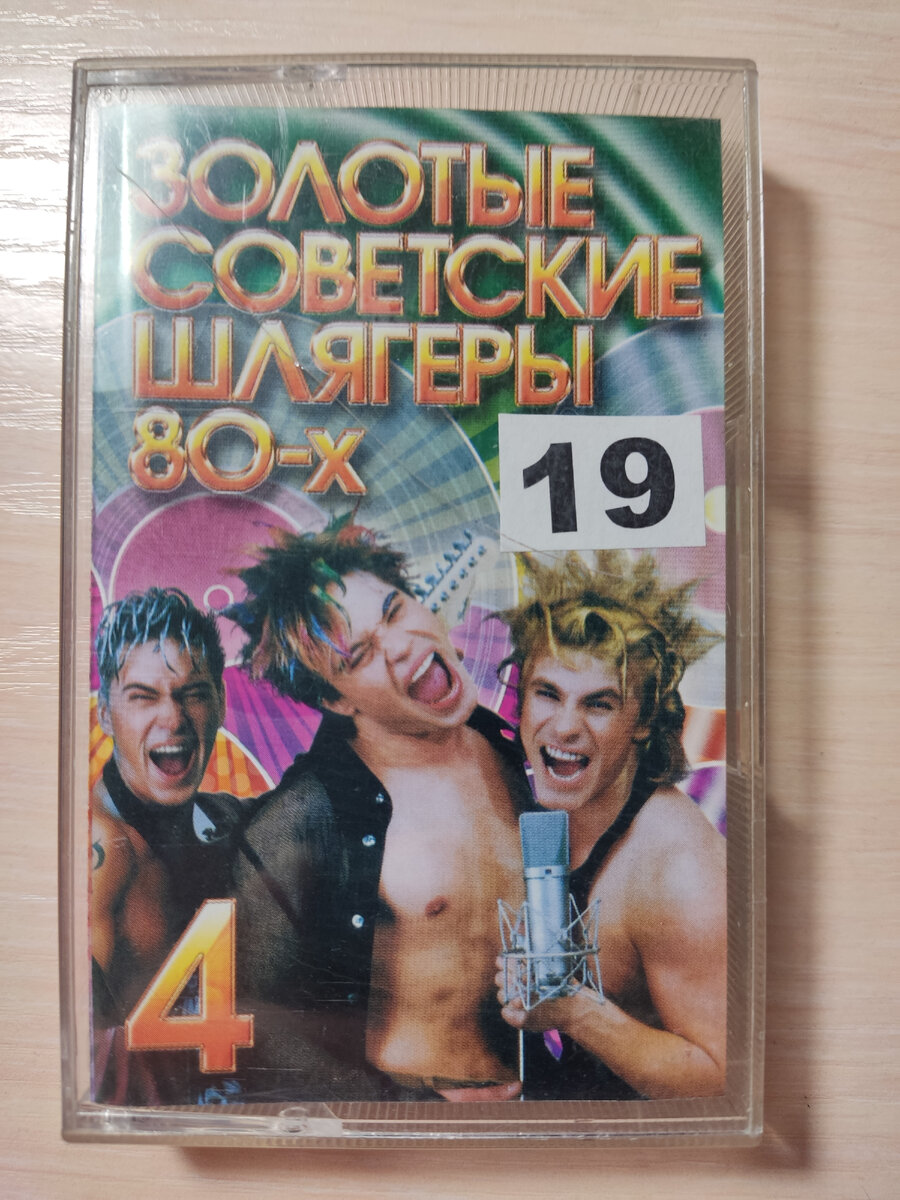 ЗОЛОТЫЕ
СОВЕТСКИЕ
ШЛЯГЕРЫ
80-х
19
4